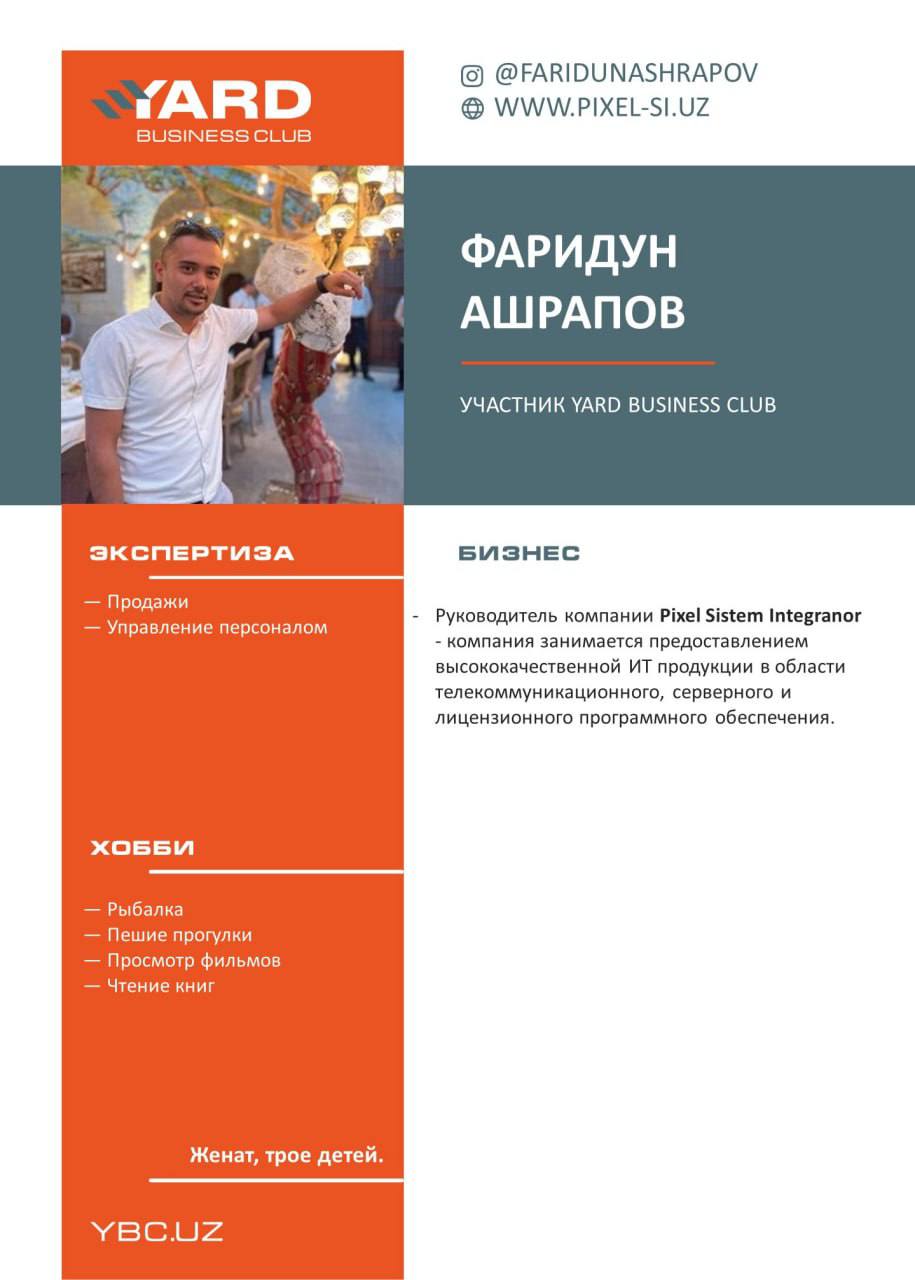 YARD
BUSINESS CLUB
@FARIDUNASHRAPOV
WWW.PIXEL-SI.UZ
ФАРИДУН
АШРАПОВ
УЧАСТНИК YARD BUSINESS CLUB
ЭКСПЕРТИЗА
— Продажи
— Управление персоналом
БИЗНЕС
- Руководитель компании Pixel Sistem Integranor
- компания занимается предоставлением
высококачественной ИТ продукции в области
телекоммуникационного, серверного и
лицензионного программного обеспечения.
ХОББИ
— Рыбалка
— Пешие прогулки
— Просмотр фильмов
— Чтение книг
Женат, трое детей.
YBC.UZ